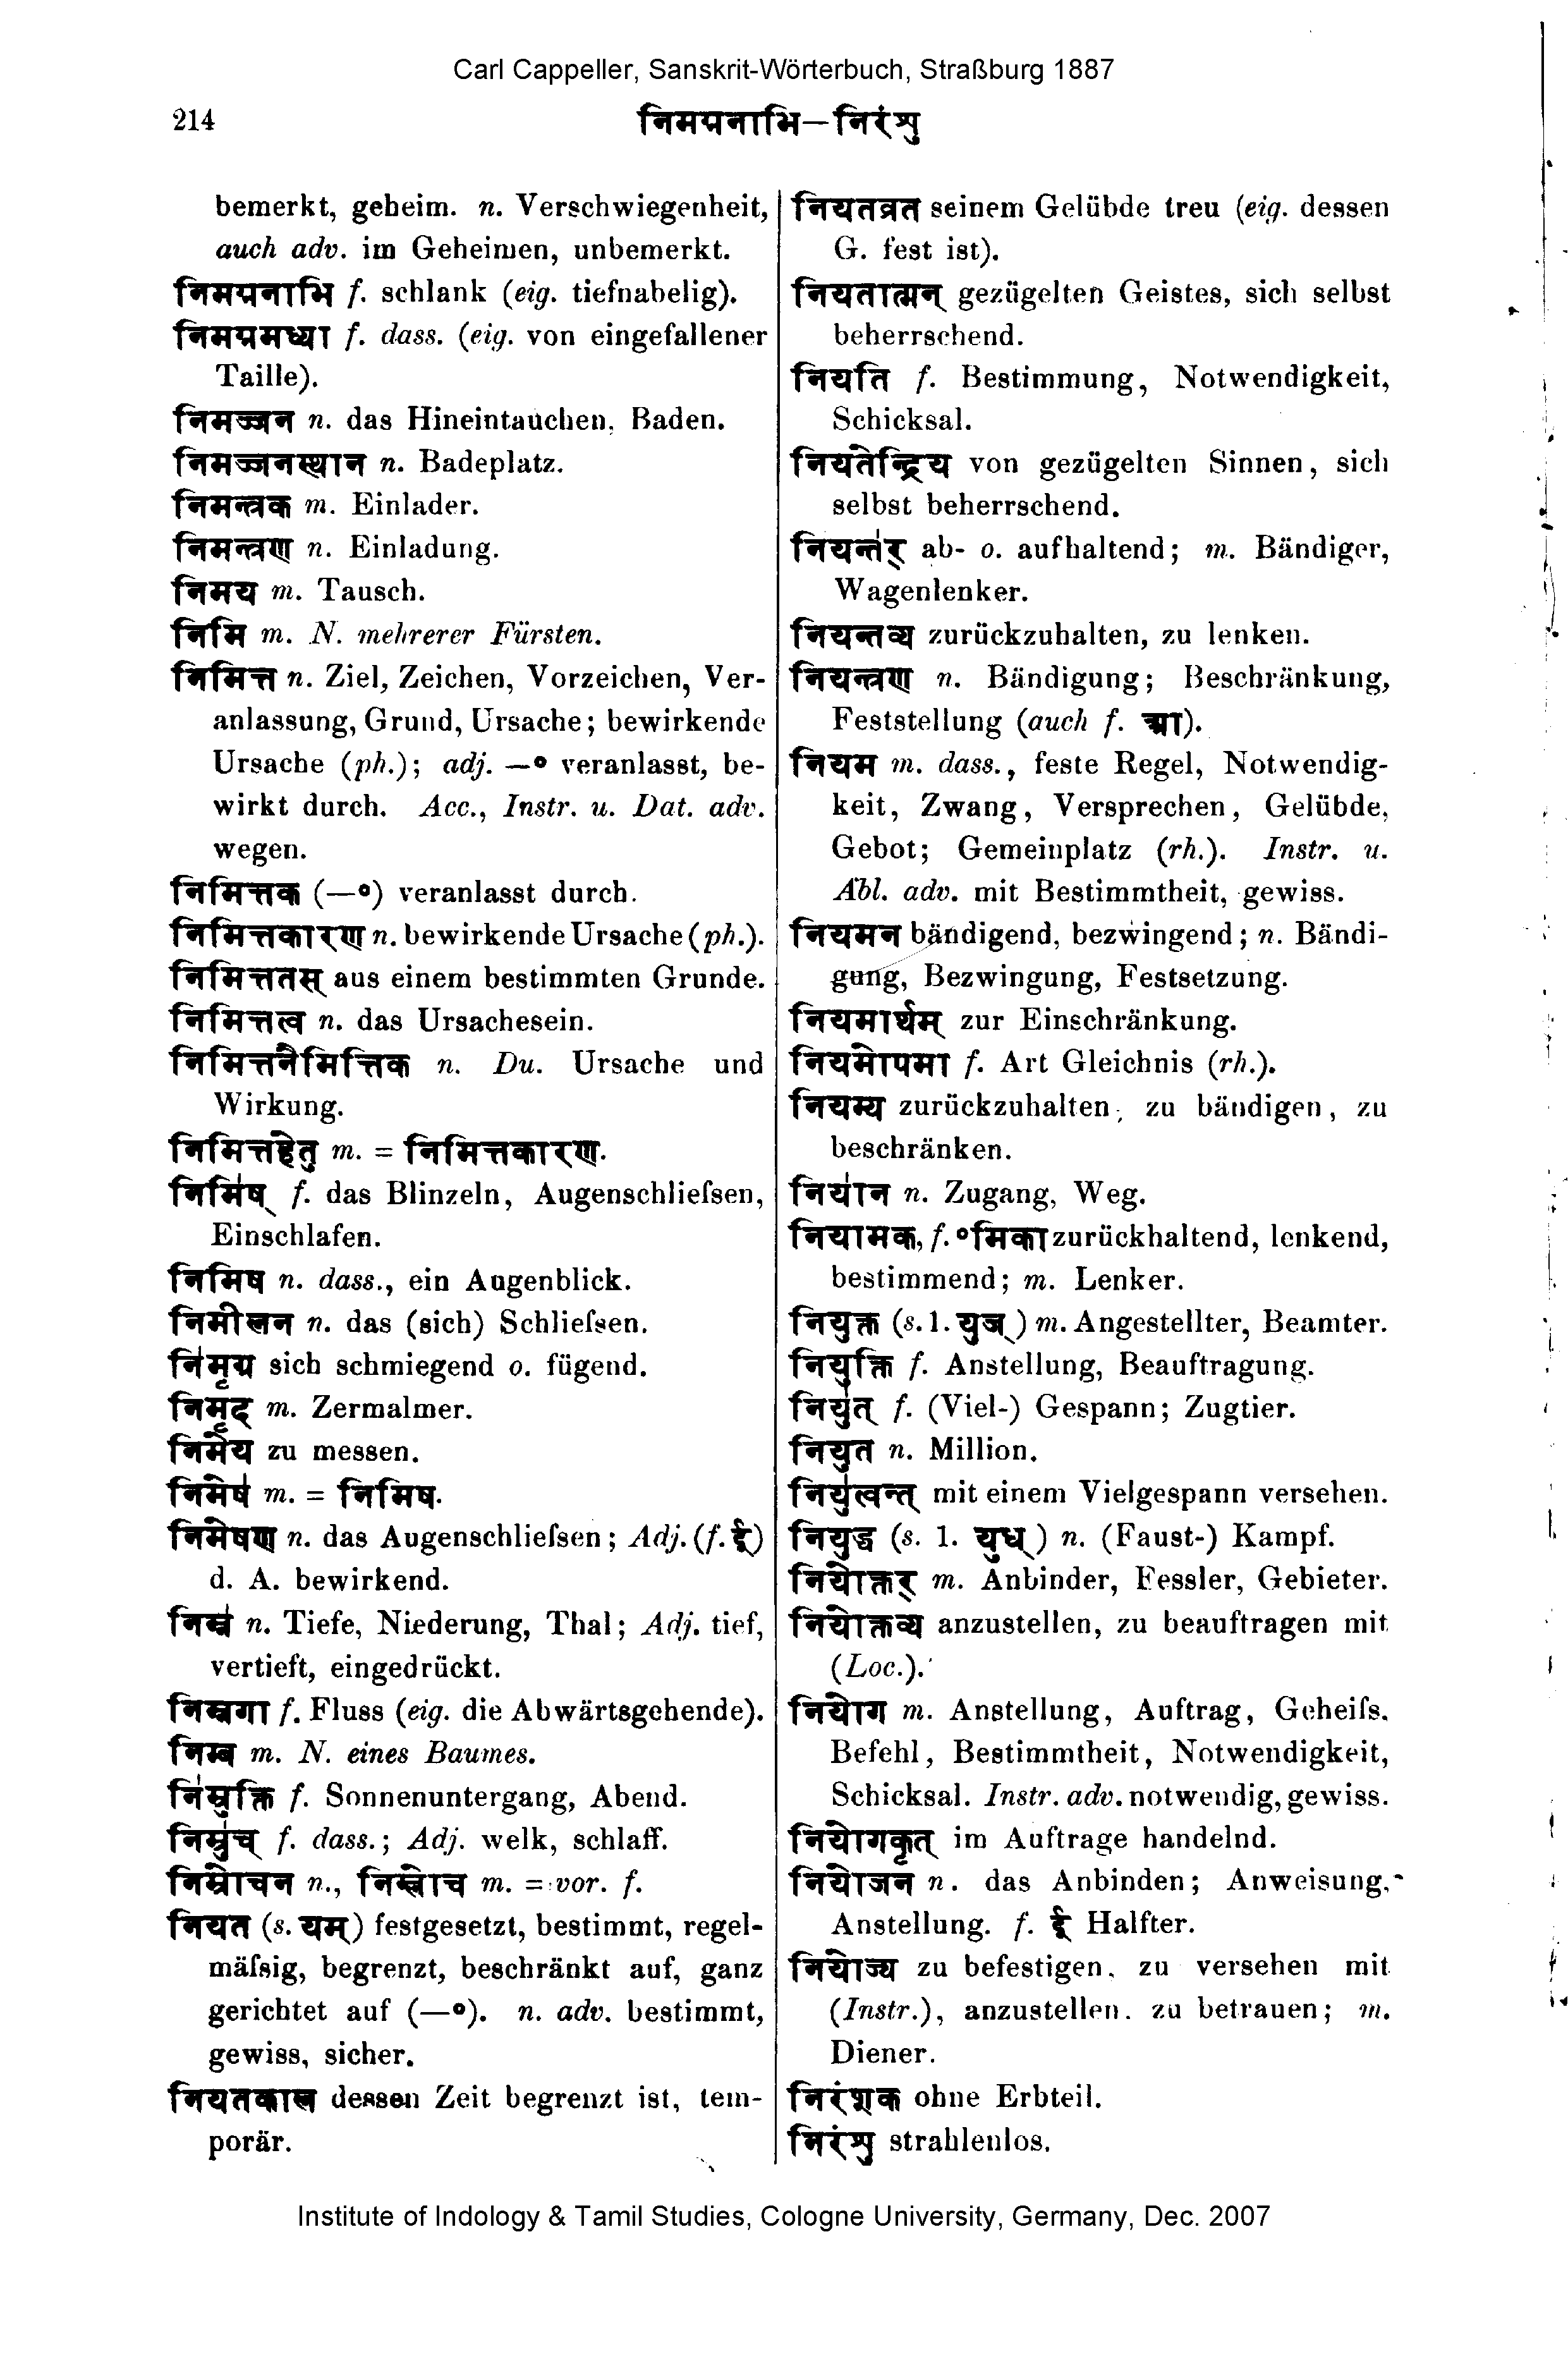 Carl Cappeller, Sanskrit-Wörterbuch, Straßburg 1887
214
निमग्ननाभि—निरंशु
bemerkt, geheim. n. Verschwiegenheit,
auch adv. im Geheimen, unbemerkt.
निमग्ननाभि f. schlank (eig. tiefnabelig).
निमग्नमध्या f. dass. (eig. von eingefallener
Taille).
निमज्जन n. das Hineintauchen, Baden.
निमज्जनस्थान n. Badeplatz.
निमन्त्रक m. Einlader.
निमन्त्रण n. Einladung.
निमय m. Tausch.
निमि m. N. mehrerer Fürsten.
निमित्त n. Ziel, Zeichen, Vorzeichen, Ver-
anlassung, Grund, Ursache; bewirkende
Ursache (ph.); adj. —° veranlasst, be-
wirkt durch. Acc., Instr. u. Dat. adv.
wegen.
निमित्तक (—°) veranlasst durch.
निमित्तकारण n. bewirkende Ursache (ph.).
निमित्ततस् aus einem bestimmten Grunde.
निमित्तत्व n. das Ursachesein.
निमित्तनैमित्तिक n. Du. Ursache und
Wirkung.
निमित्तहेतु m. = निमित्तकारण.
निमि॑ष् f. das Blinzeln, Augenschlieſsen,
Einschlafen.
निमिष n. dass., ein Augenblick.
निमीलन n. das (sich) Schlieſsen.
नि॑मृग्र sich schmiegend o. fügend.
निमृद m. Zermalmer.
निमेय zu messen.
निमेष॑ m. = निमिष.
निमेषण n. das Augenschlieſsen; Adj. (f. ई)
d. A. bewirkend.
निम्न॑ n. Tiefe, Niederung, Thal; Adj. tief,
vertieft, eingedrückt.
निम्नगा f. Fluss (eig. die Abwärtsgehende).
निम्ब m. N. eines Baumes.
नि॑म्रुक्ति f. Sonnenuntergang, Abend.
निम्रु॑च् f. dass.; Adj. welk, schlaff.
निम्रोचन n., निम्लोच m. = vor. f.
नियत (s. यम्) festgesetzt, bestimmt, regel-
mäſsig, begrenzt, beschränkt auf, ganz
gerichtet auf (—°). n. adv. bestimmt,
gewiss, sicher.
नियतकाल dessen Zeit begrenzt ist, tem-
porär.
नियतव्रत seinem Gelübde treu (eig. dessen
G. fest ist).
नियतात्मन् gezügelten Geistes, sich selbst
beherrschend.
नियति f. Bestimmung, Notwendigkeit,
Schicksal.
नियतेन्द्रिय von gezügelten Sinnen, sich
selbst beherrschend.
नियन्त॑र् ab- o. aufhaltend; m. Bändiger,
Wagenlenker.
नियन्तव्य zurückzuhalten, zu lenken.
नियन्त्रण n. Bändigung; Beschränkung,
Feststellung (auch f. आ).
नियम m. dass., feste Regel, Notwendig-
keit, Zwang, Versprechen, Gelübde,
Gebot; Gemeinplatz (rh.). Instr. u.
Abl. adv. mit Bestimmtheit, gewiss.
नियमन bändigend, bezwingend; n. Bändi-
gung, Bezwingung, Festsetzung.
नियमार्थम् zur Einschränkung.
नियमोपमा f. Art Gleichnis (rh.).
नियम्य zurückzuhalten, zu bändigen, zu
beschränken.
निया॑न n. Zugang, Weg.
नियामक, f. °मिका zurückhaltend, lenkend,
bestimmend; m. Lenker.
नियुक्त (s. 1. युज्) m. Angestellter, Beamter.
नियुक्ति f. Anstellung, Beauftragung.
नियु॑त् f. (Viel-) Gespann; Zugtier.
नियुत n. Million.
नियु॑त्वन्त् mit einem Vielgespann versehen.
नियुद्ध (s. 1. युध्) n. (Faust-) Kampf.
नियोक्तर् m. Anbinder, Fessler, Gebieter.
नियोक्तव्य anzustellen, zu beauftragen mit
(Loc.).
नियोग m. Anstellung, Auftrag, Geheiſs,
Befehl, Bestimmtheit, Notwendigkeit,
Schicksal. Instr. adv. notwendig, gewiss.
नियोगकृत् im Auftrage handelnd.
नियोजन n. das Anbinden; Anweisung,
Anstellung. f. ई Halfter.
नियोज्य zu befestigen, zu versehen mit
(Instr.), anzustellen, zu betrauen; m.
Diener.
निरंशक ohne Erbteil.
निरंशु strahlenlos.
Institute of Indology & Tamil Studies, Cologne University, Germany, Dec. 2007